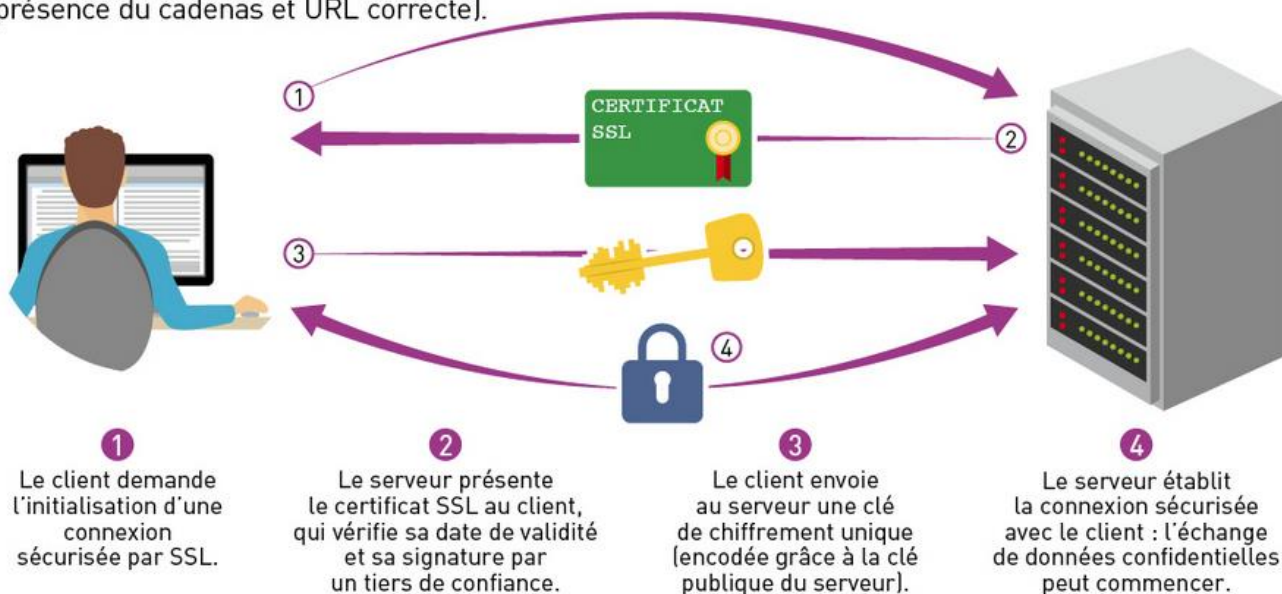 présence du cadenas et URL correcte).
1
CERTIFICAT
SSL
2
3
4
1
Le client demande
l'initialisation d'une
connexion
sécurisée par SSL.
2
Le serveur présente
le certificat SSL au client,
qui vérifie sa date de validité
et sa signature par
un tiers de confiance.
3
Le client envoie
au serveur une clé
de chiffrement unique
(encodée grâce à la clé
publique du serveur).
4
Le serveur établit
la connexion sécurisée
avec le client : l'échange
de données confidentielles
peut commencer.